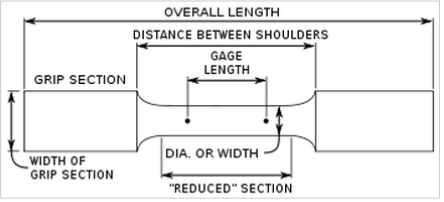 OVERALL LENGTH
DISTANCE BETWEEN SHOULDERS
GAGE
LENGTH
GRIP SECTION
WIDTH OF
GRIP SECTION
DIA. OR WIDTH
"REDUCED" SECTION